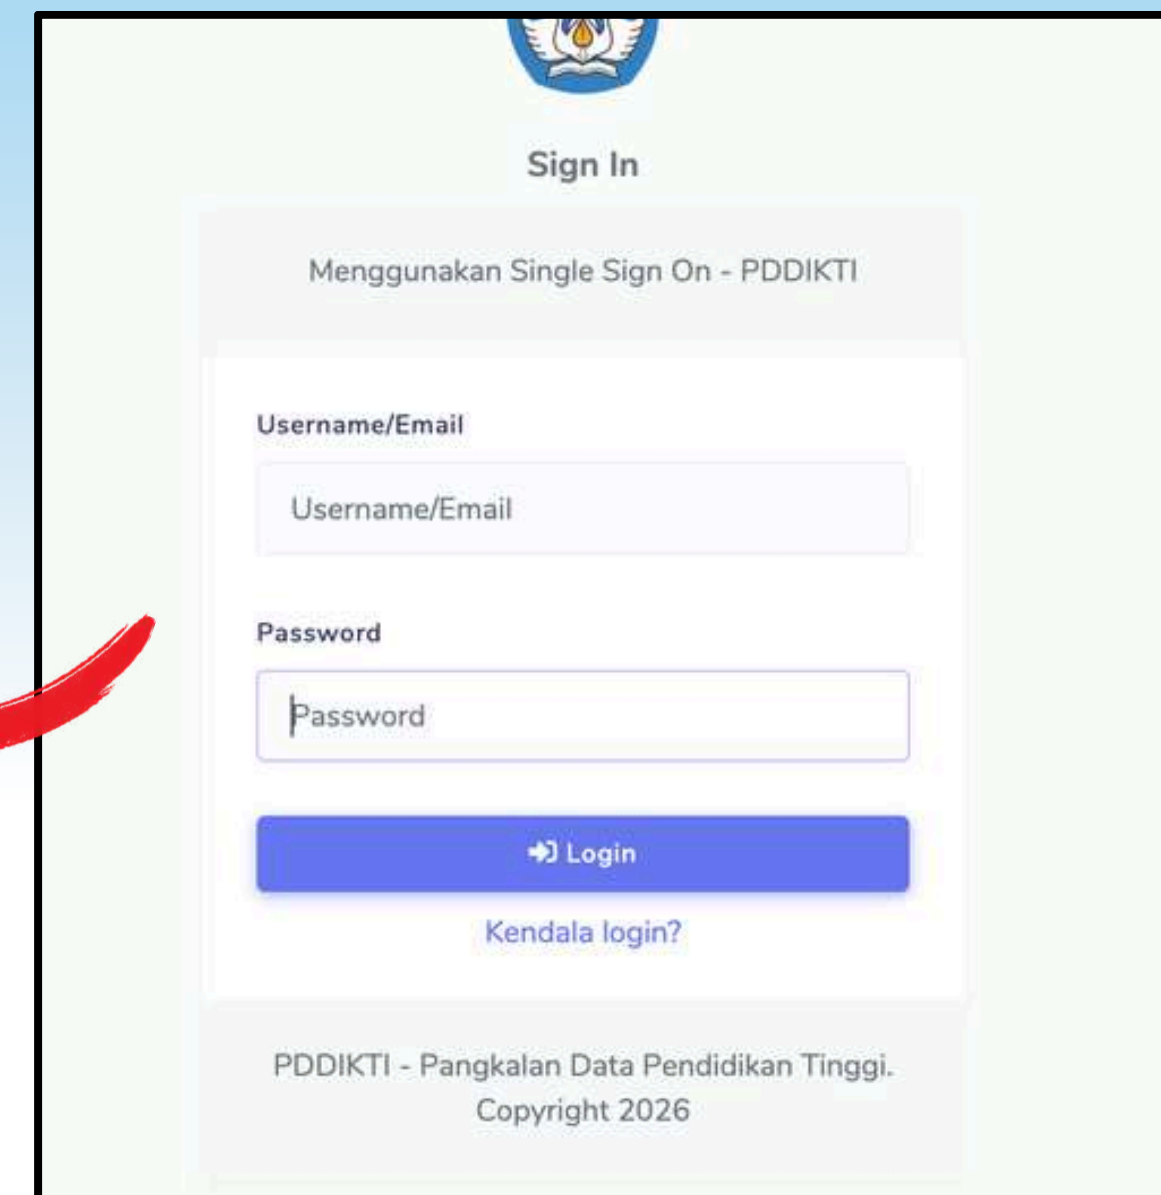 Sign In
Menggunakan Single Sign On - PDDIKTI
Username/Email
Username/Email
Password
Password
Login
Kendala login?
PDDIKTI - Pangkalan Data Pendidikan Tinggi.
Copyright 2026